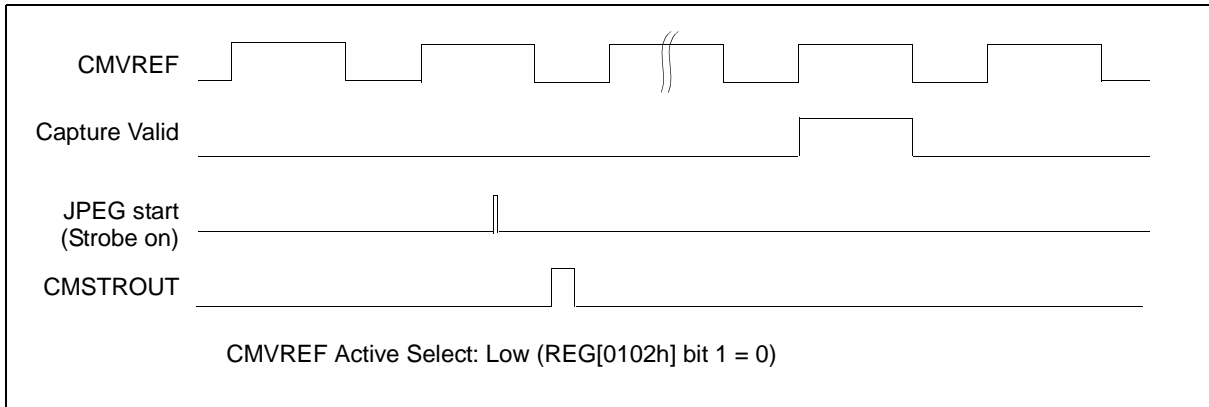 CMVREF
Capture Valid
JPEG start
(Strobe on)
CMSTROUT
CMVREF Active Select: Low (REG[0102h] bit 1 = 0)